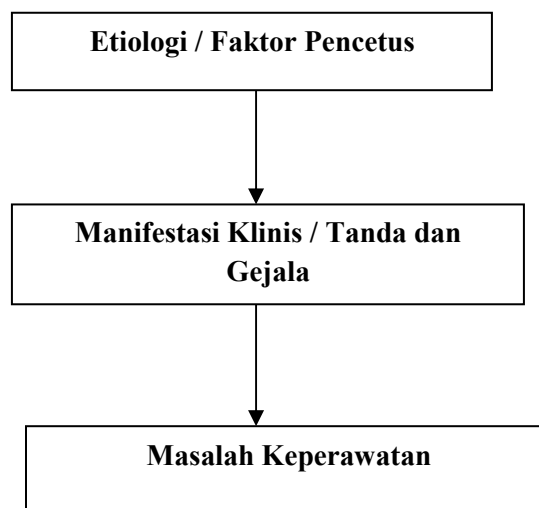 Etiologi / Faktor Pencetus
Manifestasi Klinis / Tanda dan
Gejala
Masalah Keperawatan